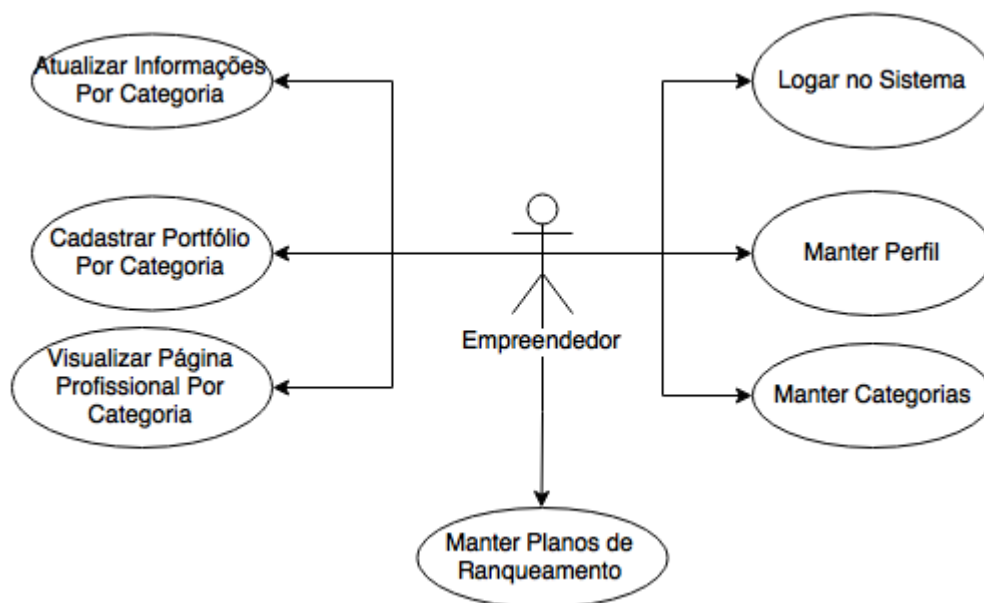 Atualizar Informações
Por Categoria
Logar no Sistema
Cadastrar Portfólio
Por Categoria
Manter Perfil
Empreendedor
Visualizar Página
Profissional Por
Categoria
Manter Categorias
Manter Planos de
Ranqueamento